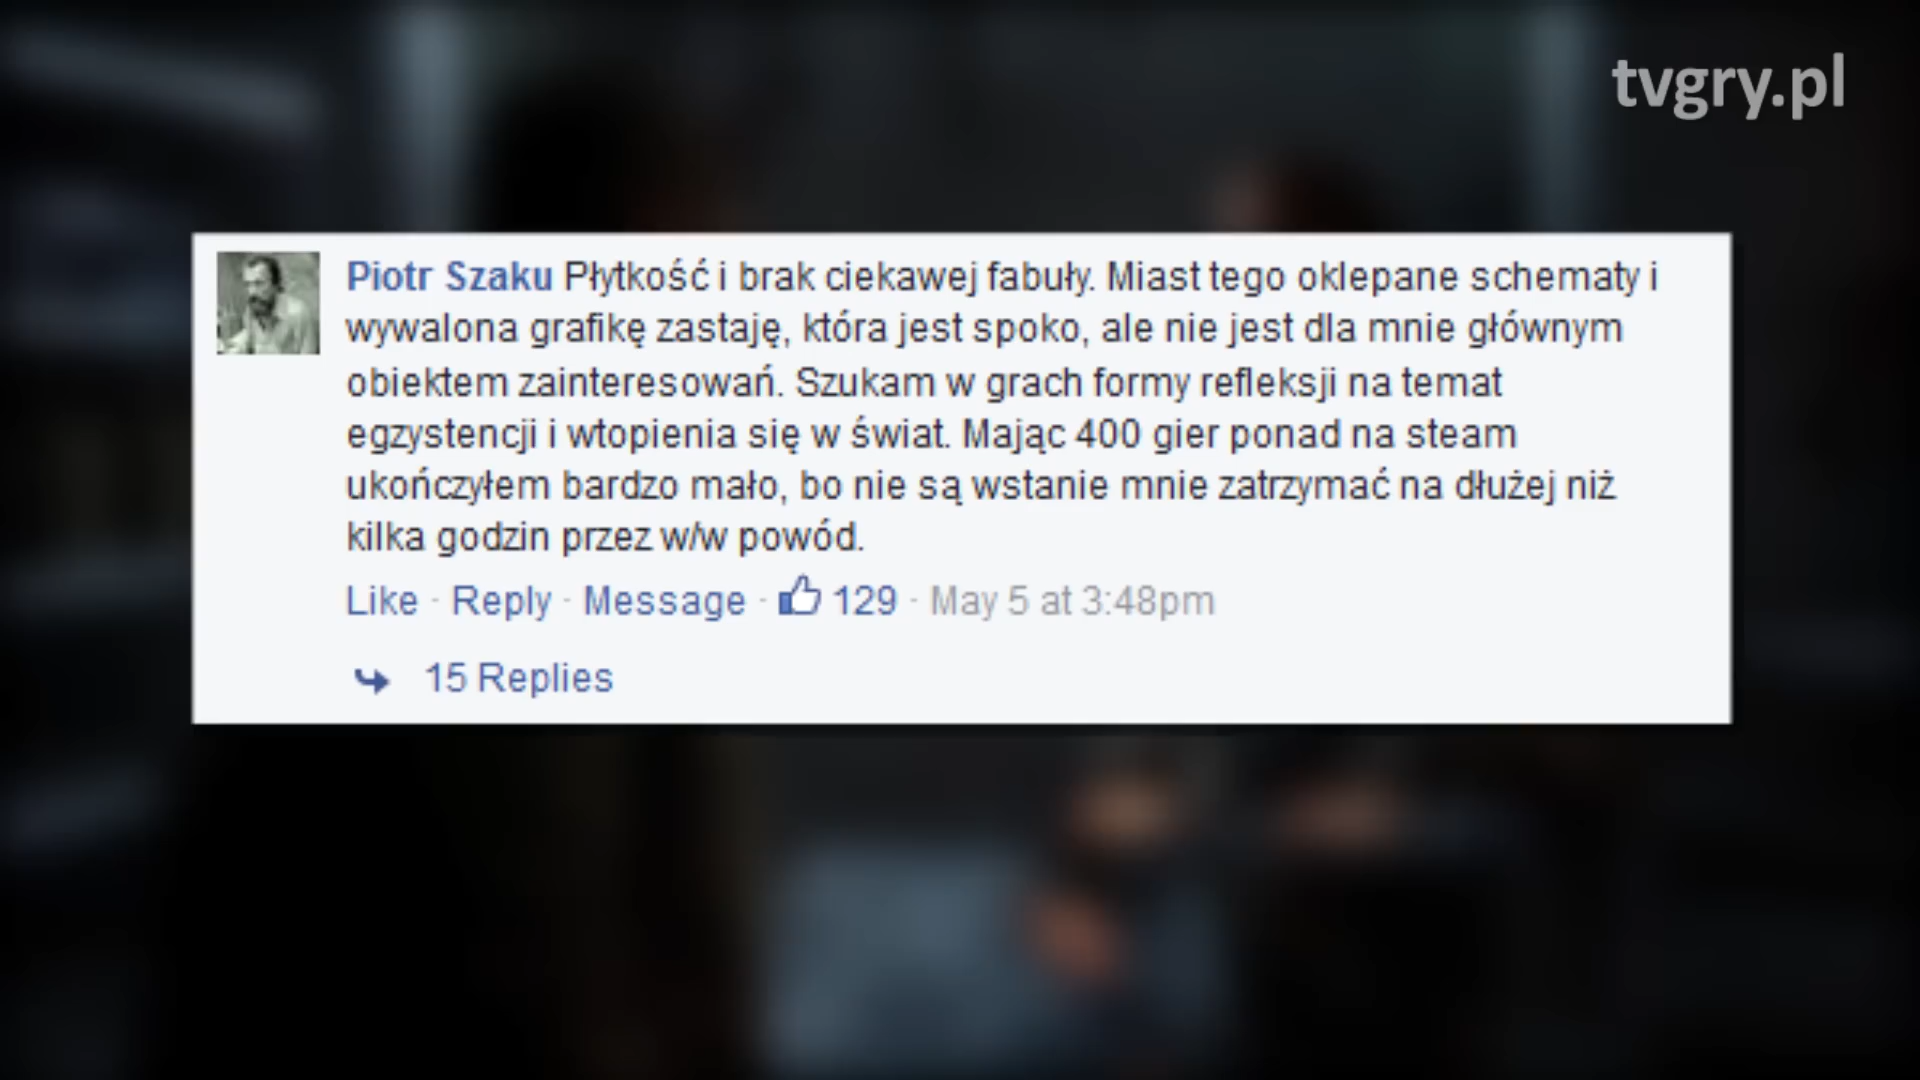 tvgry.pl
Piotr Szaku Płytkość i brak ciekawej fabuły. Miast tego oklepane schematy i
wywalona grafikę zastaję, która jest spoko, ale nie jest dla mnie głównym
obiektem zainteresowań. Szukam w grach formy refleksji na temat
egzystencji i wtopienia się w świat. Mając 400 gier ponad na steam
ukończyłem bardzo mało, bo nie są wstanie mnie zatrzymać na dłużej niż
kilka godzin przez w/w powód.
Like · Reply · Message · 129 · May 5 at 3:48pm
15 Replies